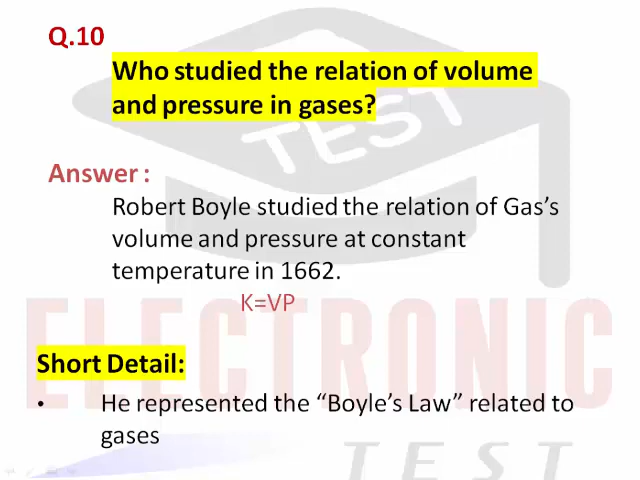 Q.10
Who studied the relation of volume
and pressure in gases?
TEST
Answer :
Robert Boyle studied the relation of Gas’s
volume and pressure at constant
temperature in 1662.
K=VP
ELECTRONIC
Short Detail:
• He represented the “Boyle’s Law” related to
gases
TEST